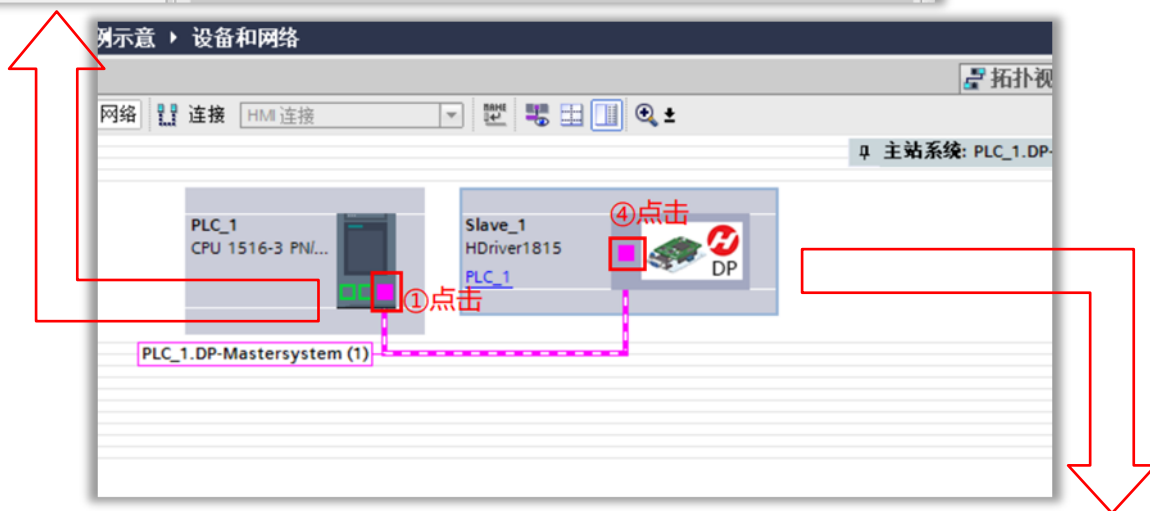 例示意 ▸ 设备和网络
拓扑视
网络 连接 HMI 连接
主站系统: PLC_1.DP-
④点击
PLC_1
CPU 1516-3 PN/...
Slave_1
HDriver1815
PLC_1
DP
①点击
PLC_1.DP-Mastersystem (1)